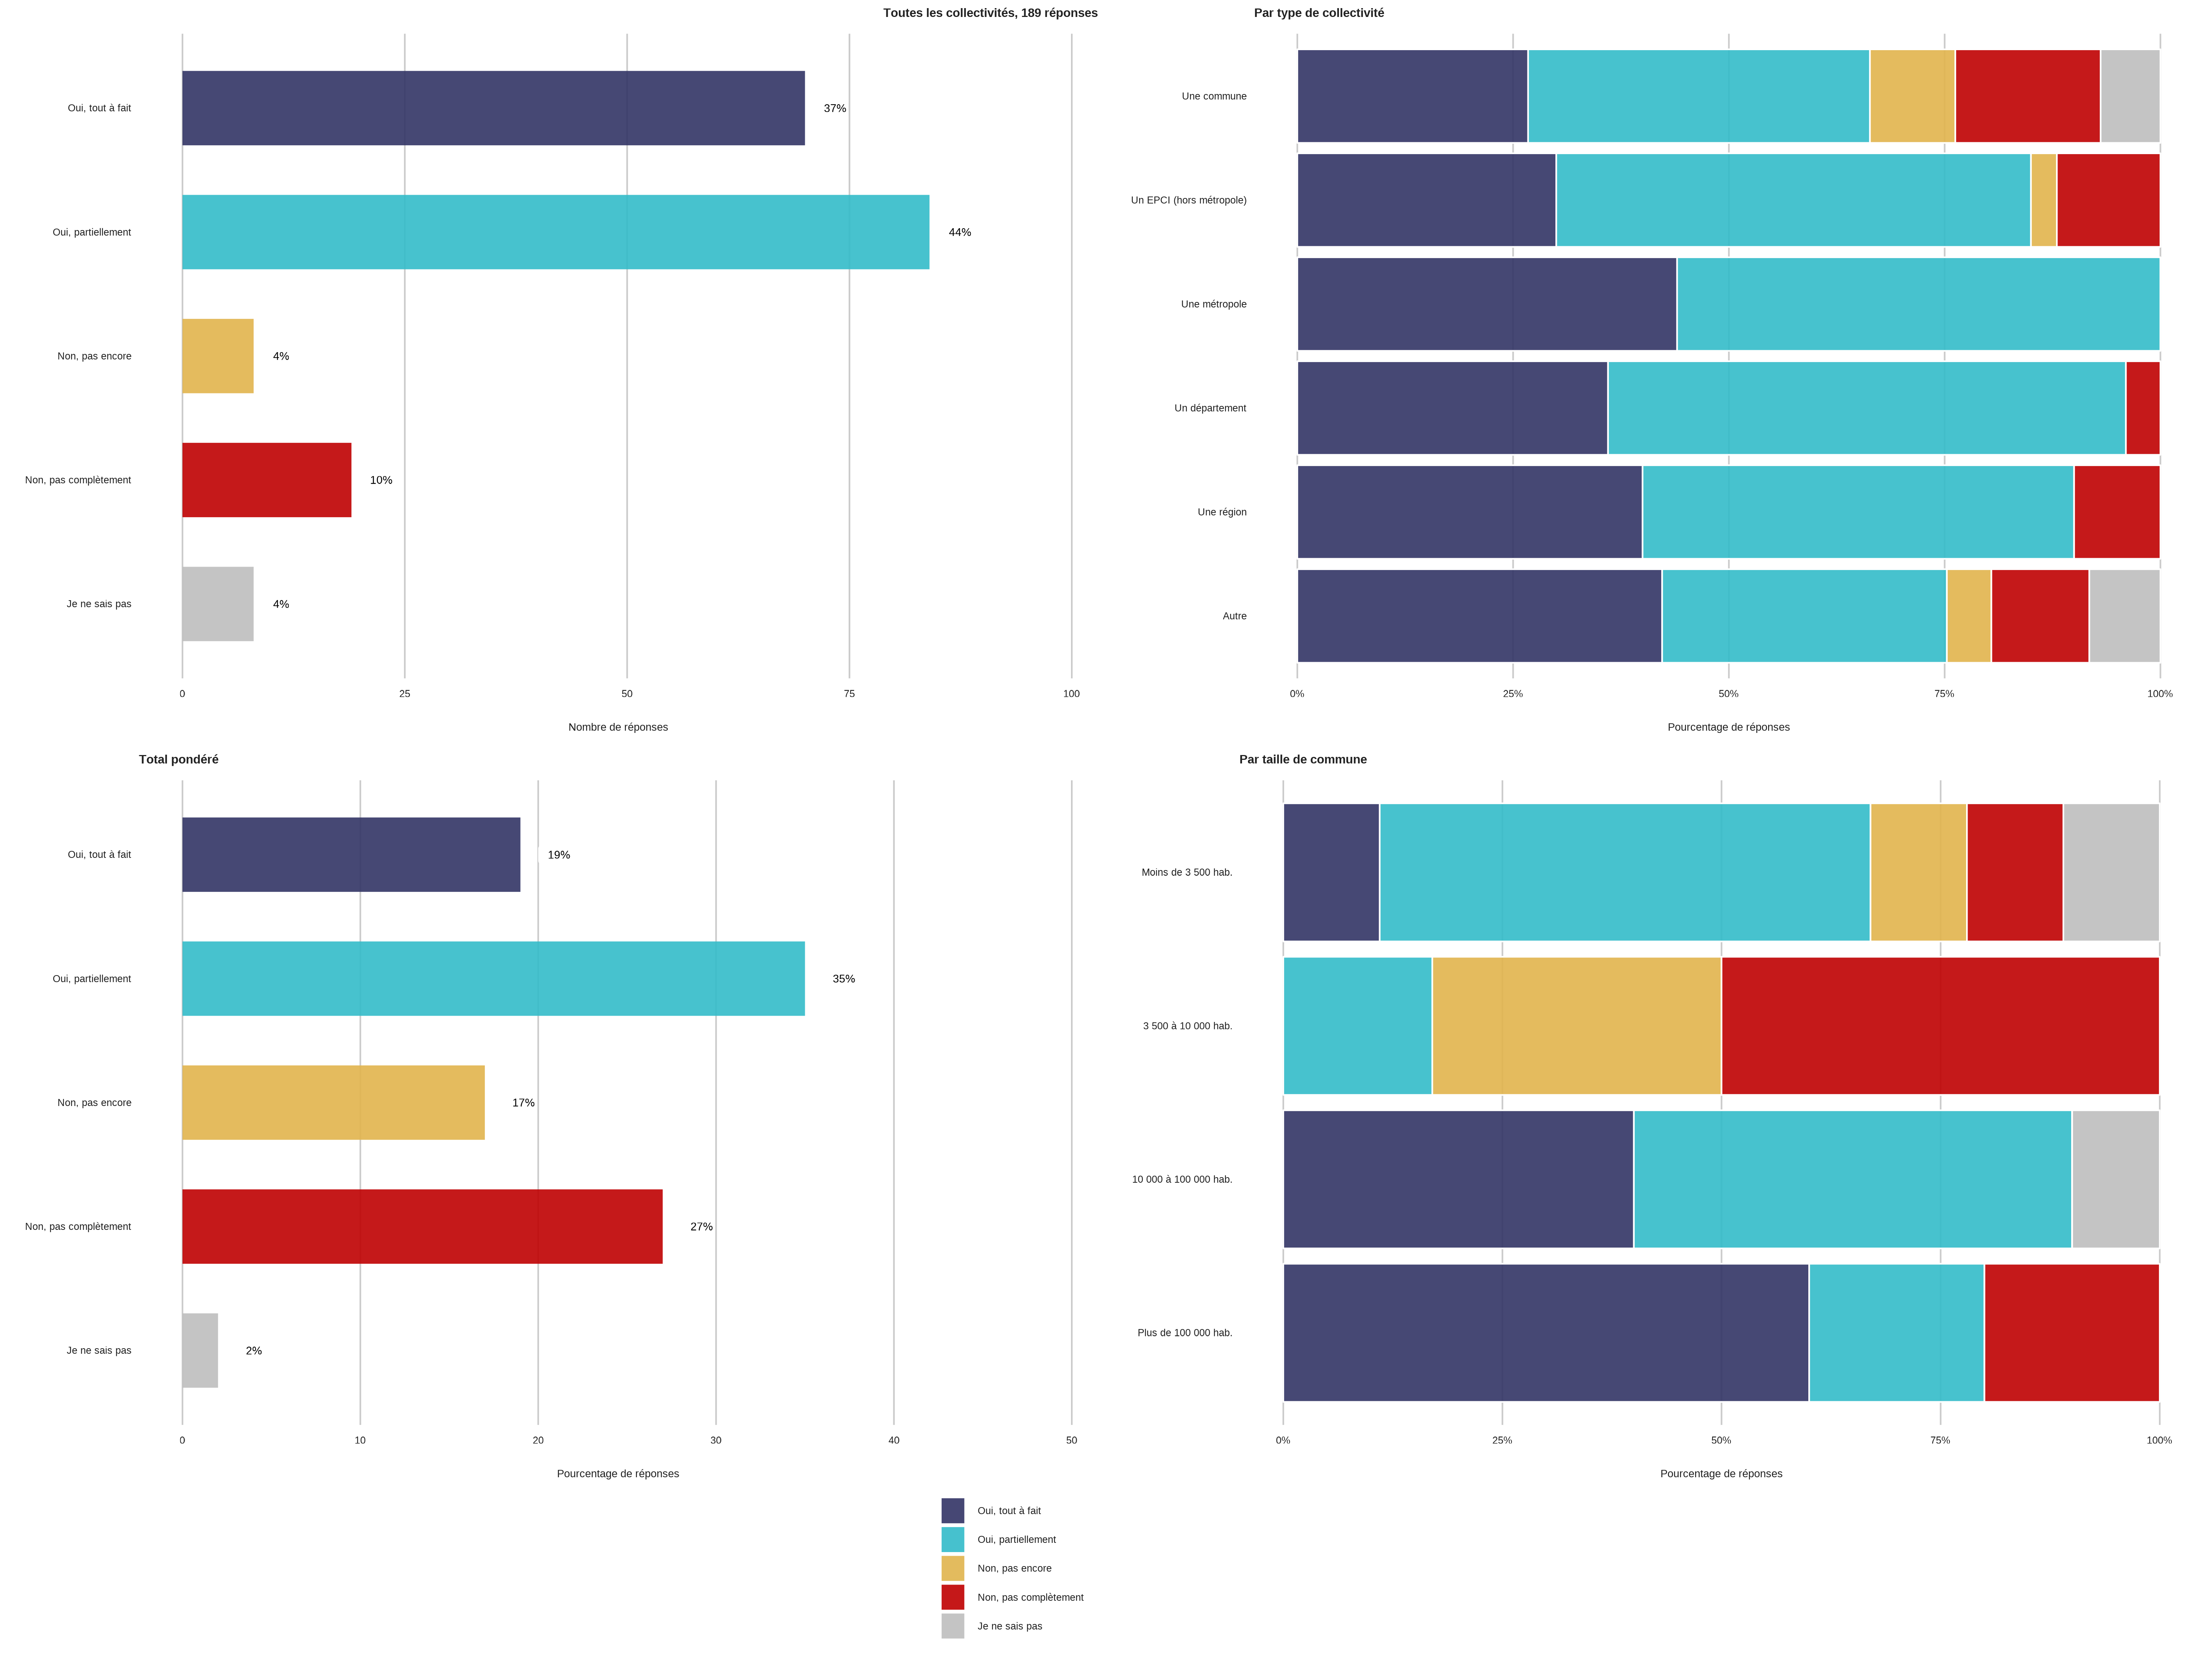 Toutes les collectivités, 189 réponses
Oui, tout à fait
37%
Oui, partiellement
44%
Non, pas encore
4%
Non, pas complètement
10%
Je ne sais pas
4%
0 25 50 75 100
Nombre de réponses
Par type de collectivité
Une commune
Un EPCI (hors métropole)
Une métropole
Un département
Une région
Autre
0% 25% 50% 75% 100%
Pourcentage de réponses
Total pondéré
Oui, tout à fait
19%
Oui, partiellement
35%
Non, pas encore
17%
Non, pas complètement
27%
Je ne sais pas
2%
0 10 20 30 40 50
Pourcentage de réponses
Par taille de commune
Moins de 3 500 hab.
3 500 à 10 000 hab.
10 000 à 100 000 hab.
Plus de 100 000 hab.
0% 25% 50% 75% 100%
Pourcentage de réponses
Oui, tout à fait
Oui, partiellement
Non, pas encore
Non, pas complètement
Je ne sais pas